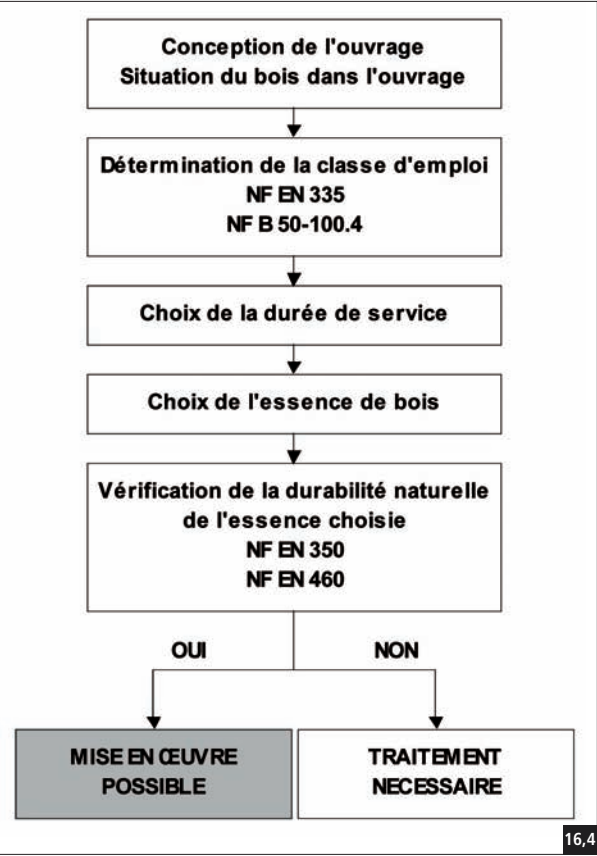 Conception de l'ouvrage
Situation du bois dans l'ouvrage
Détermination de la classe d'emploi
NF EN 335
NF B 50-100.4
Choix de la durée de service
Choix de l'essence de bois
Vérification de la durabilité naturelle
de l'essence choisie
NF EN 350
NF EN 460
OUI
NON
MISE EN ŒUVRE
POSSIBLE
TRAITEMENT
NECESSAIRE
16,4